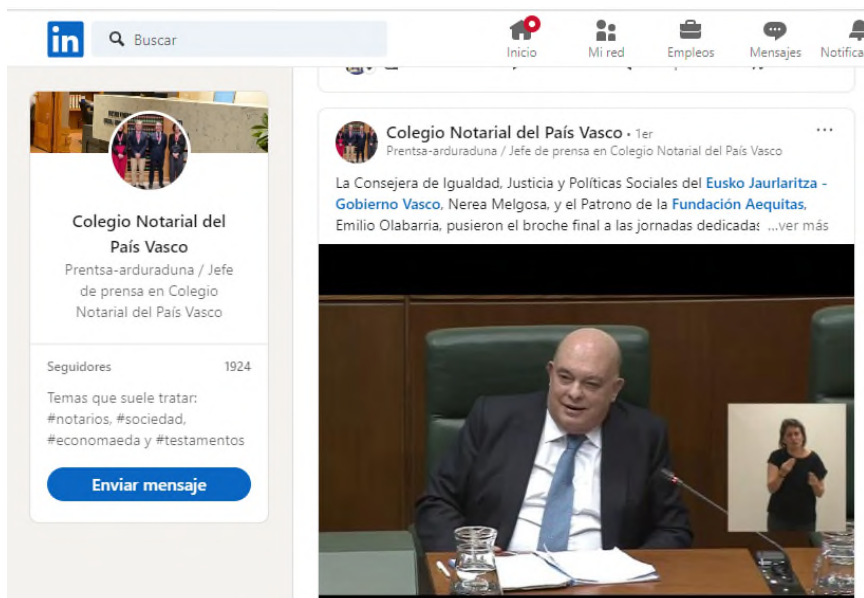 in
Buscar
Inicio
Mi red
Empleos
Mensajes
Notifica
Colegio Notarial del
País Vasco
Prentsa-arduraduna / Jefe
de prensa en Colegio
Notarial del País Vasco
Seguidores 1924
Temas que suele tratar:
#notarios, #sociedad,
#economaeda y #testamentos
Enviar mensaje
Colegio Notarial del País Vasco • 1er
Prentsa-arduraduna / Jefe de prensa en Colegio Notarial del País Vasco
La Consejera de Igualdad, Justicia y Políticas Sociales del Eusko Jaurlaritza -
Gobierno Vasco, Nerea Melgosa, y el Patrono de la Fundación Aequitas,
Emilio Olabarria, pusieron el broche final a las jornadas dedicadas ...ver más